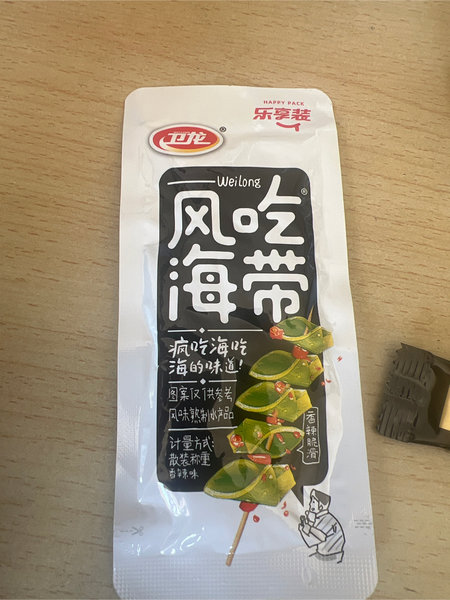 HAPPY PACK
乐享装
卫龙®
Weilong
风吃®
海带
疯吃海吃
海的味道!
图案仅供参考
风味熟制水产品
计量方式:
散装称重
香辣味
香辣脆滑